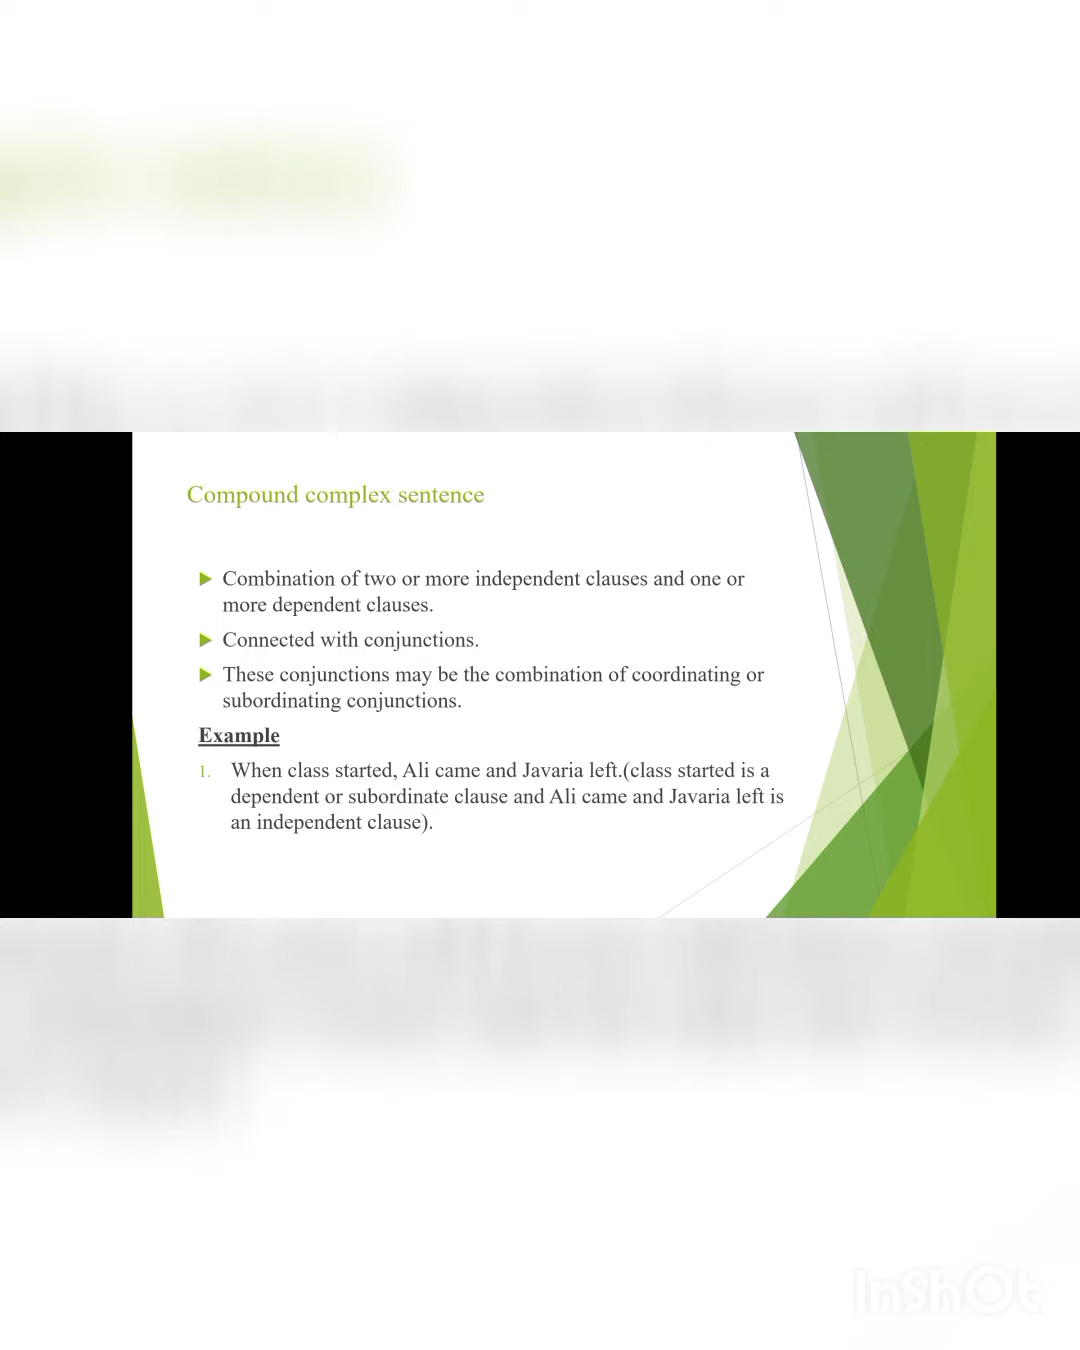 Compound complex sentence
Combination of two or more independent clauses and one or
more dependent clauses.
Connected with conjunctions.
These conjunctions may be the combination of coordinating or
subordinating conjunctions.
Example
1. When class started, Ali came and Javaria left.(class started is a
dependent or subordinate clause and Ali came and Javaria left is
an independent clause).
InShOt